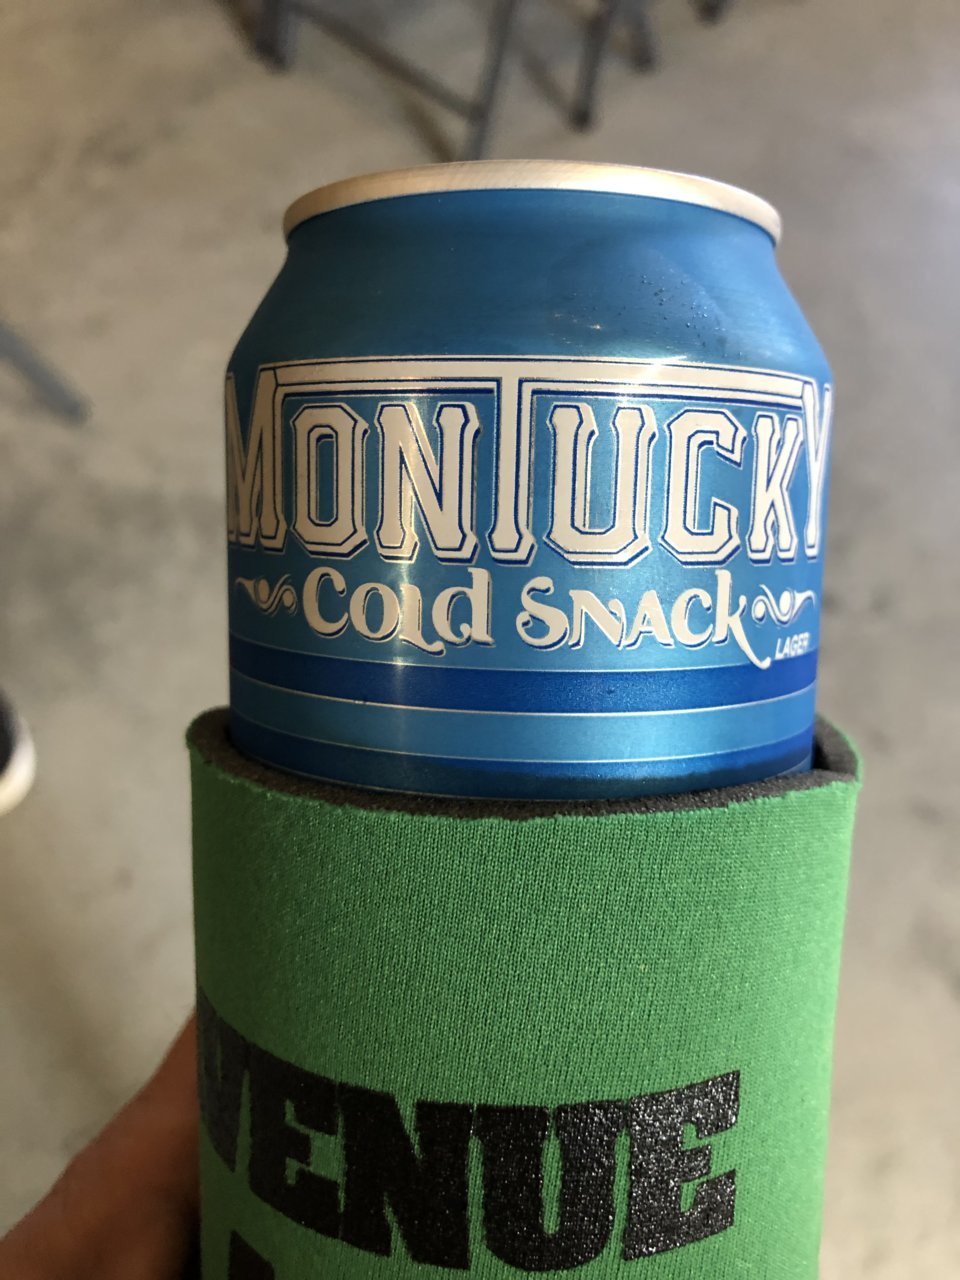 MONTUCKY
Cold SNACK
LAGER
VENUE